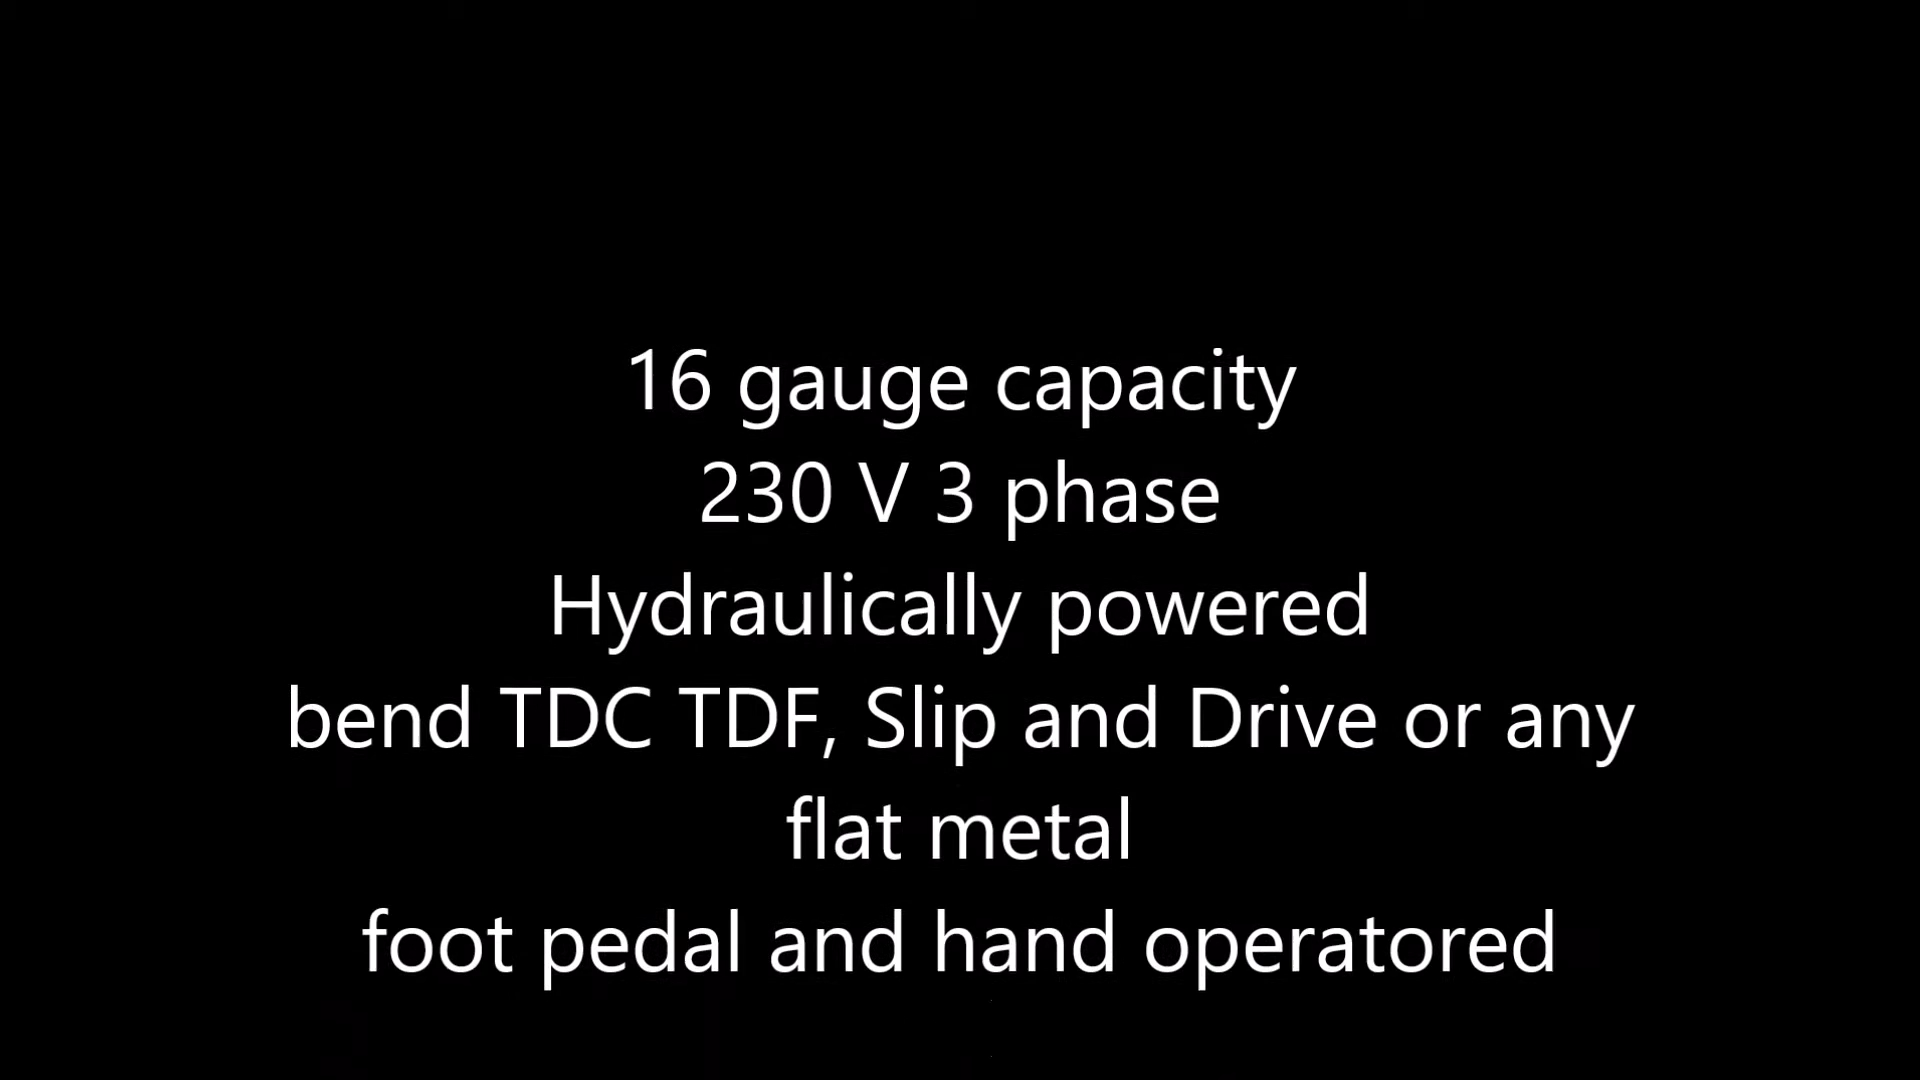 16 gauge capacity
230 V 3 phase
Hydraulically powered
bend TDC TDF, Slip and Drive or any
flat metal
foot pedal and hand operatored